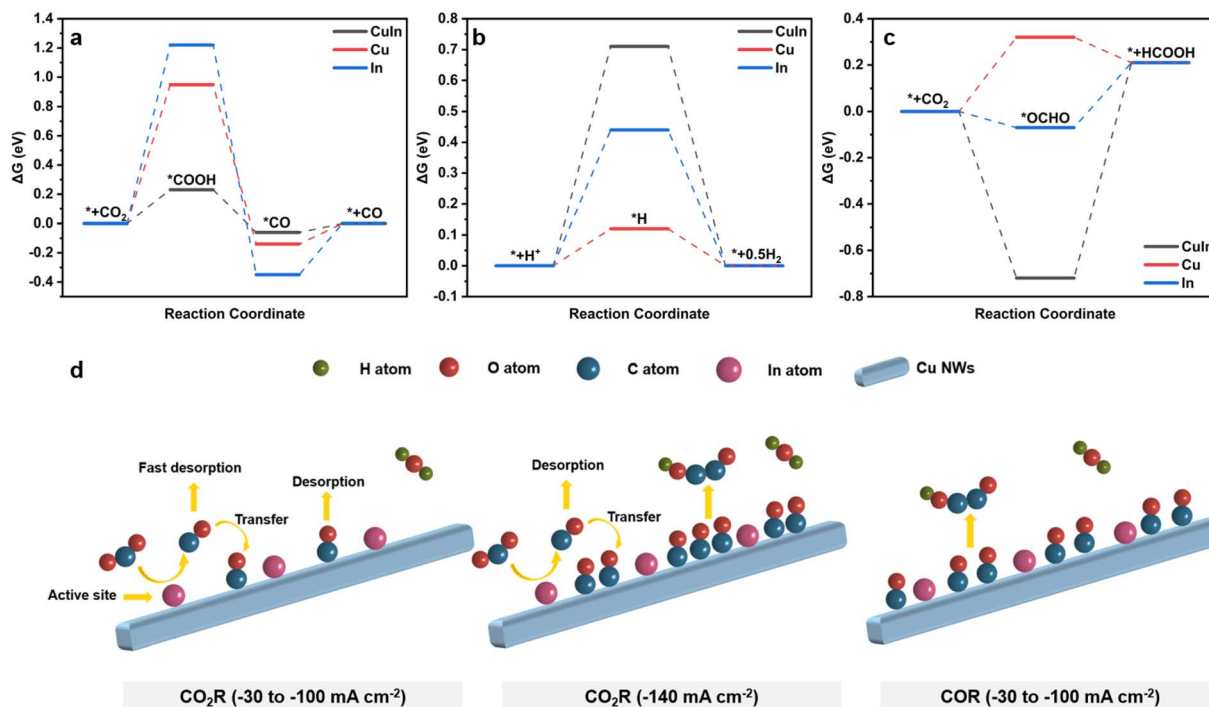 a
CuIn
Cu
In
1.4
1.2
1.0
0.8
0.6
0.4
0.2
0.0
-0.2
-0.4
ΔG (eV)
*+CO₂
*COOH
*CO
*+CO
Reaction Coordinate
b
CuIn
Cu
In
0.8
0.7
0.6
0.5
0.4
0.3
0.2
0.1
0.0
-0.1
ΔG (eV)
*+H⁺
*H
*+0.5H₂
Reaction Coordinate
c
0.4
0.2
0.0
-0.2
-0.4
-0.6
-0.8
ΔG (eV)
*+CO₂
*OCHO
*+HCOOH
CuIn
Cu
In
Reaction Coordinate
d
H atom
O atom
C atom
In atom
Cu NWs
Fast desorption
Desorption
Transfer
Active site
Desorption
Transfer
CO₂R (-30 to -100 mA cm⁻²)
CO₂R (-140 mA cm⁻²)
COR (-30 to -100 mA cm⁻²)